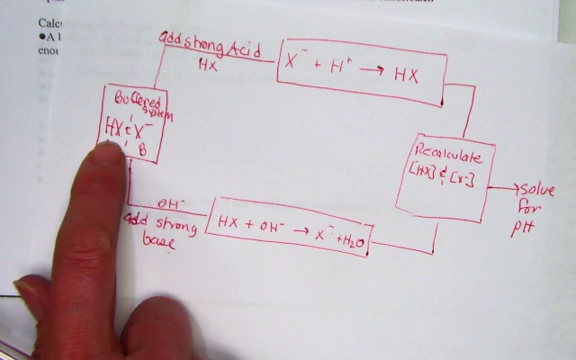 Calc
●A
enou
add strong Acid
HX
X⁻ + H⁺ → HX
Buffered
system
HX & X⁻
B
Recalculate
[HX] & [X⁻]
solve
for
pH
OH⁻
add strong
base
HX + OH⁻ → X⁻ + H₂O